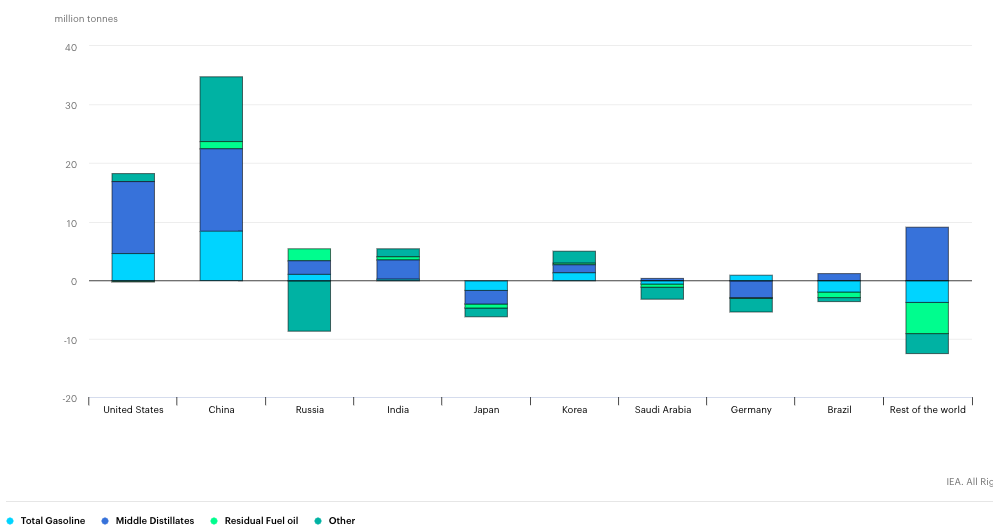 million tonnes
40
30
20
10
0
-10
-20
United States China Russia India Japan Korea Saudi Arabia Germany Brazil Rest of the world
IEA. All Rig
Total Gasoline Middle Distillates Residual Fuel oil Other